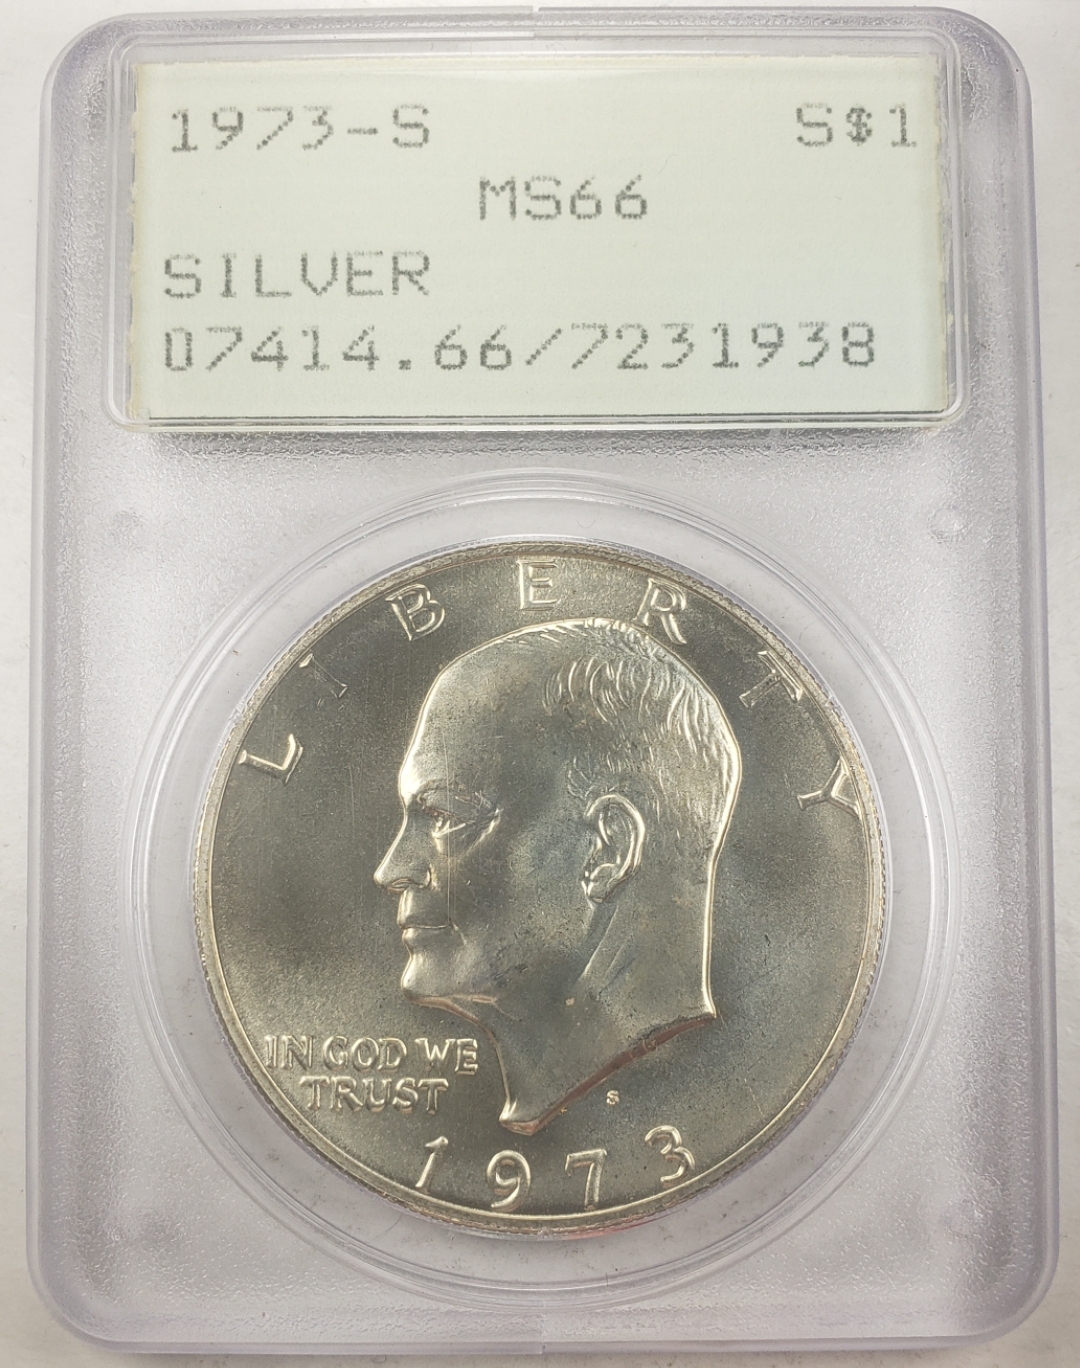 1973-S S$1
MS66
SILVER
07414.66/7231938
LIBERTY
IN GOD WE
TRUST
S
1973